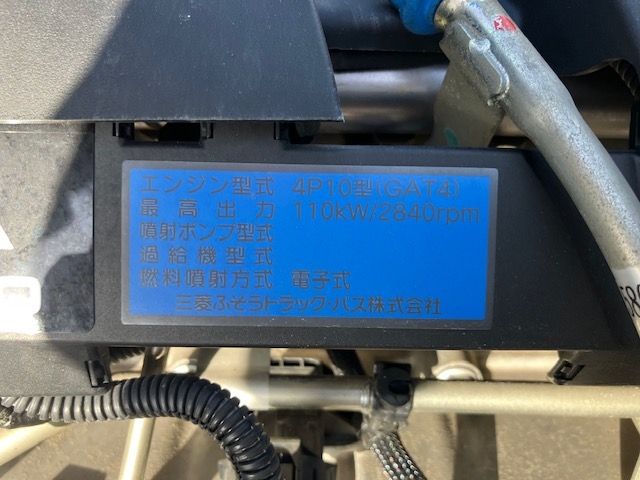 エンジン型式 4P10型(GAT4)
最高出力 110kW/2840rpm
噴射ポンプ型式
過給機型式
燃料噴射方式 電子式
三菱ふそうトラック・バス株式会社